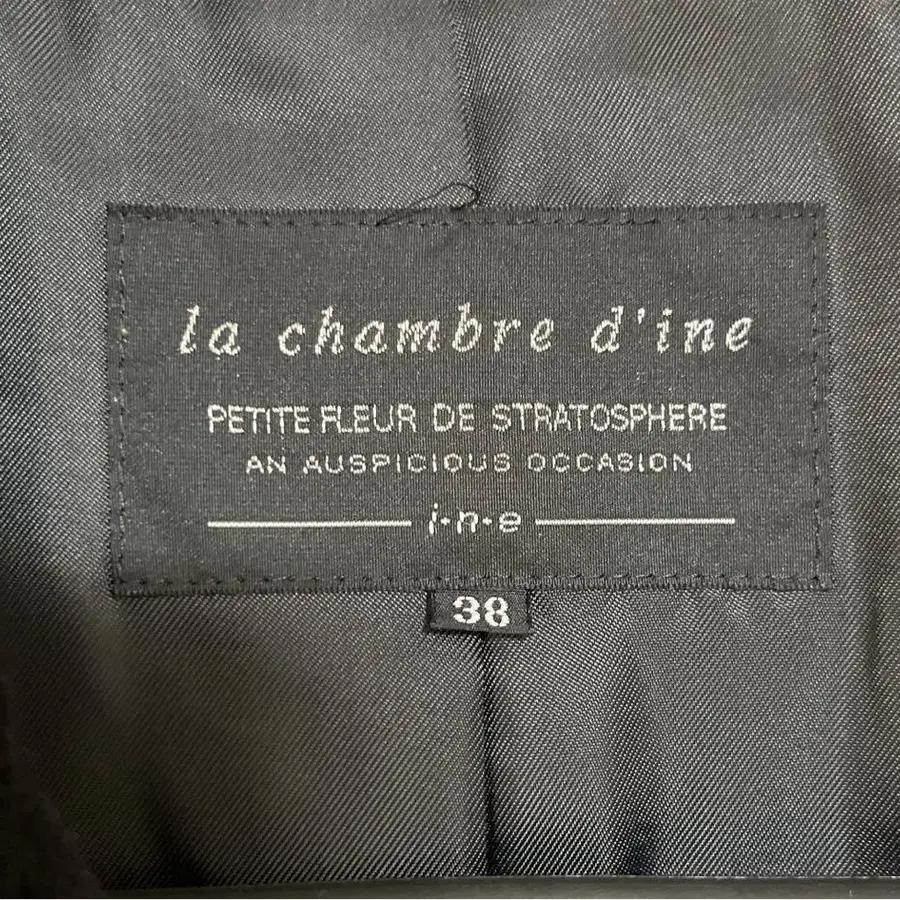 la chambre d'ine
PETITE FLEUR DE STRATOSPHERE
AN AUSPICIOUS OCCASION
i·n·e
38